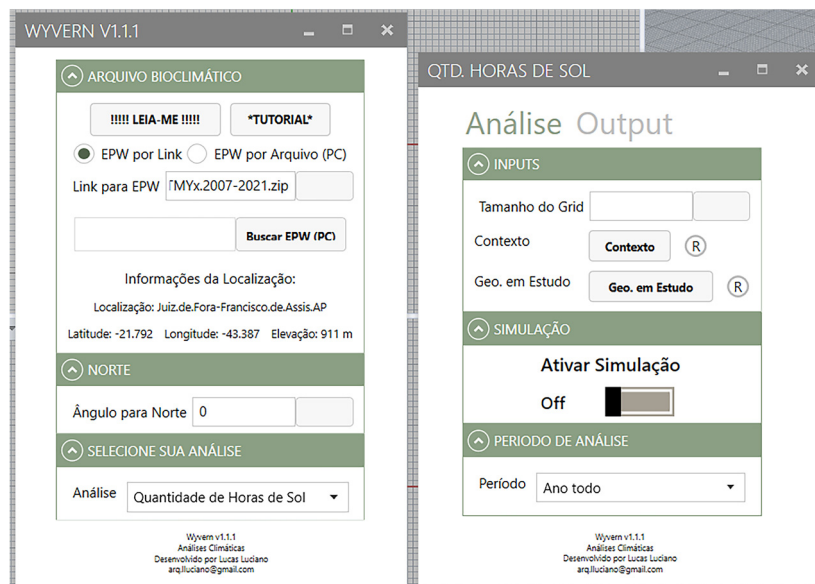 WYVERN V1.1.1
ARQUIVO BIOCLIMÁTICO
!!!!! LEIA-ME !!!!!
*TUTORIAL*
EPW por Link
EPW por Arquivo (PC)
Link para EPW
TMYx.2007-2021.zip
Buscar EPW (PC)
Informações da Localização:
Localização: Juiz.de.Fora-Francisco.de.Assis.AP
Latitude: -21.792 Longitude: -43.387 Elevação: 911 m
NORTE
Ângulo para Norte 0
SELECIONE SUA ANÁLISE
Análise Quantidade de Horas de Sol
Wyvern v1.1.1
Análises Climáticas
Desenvolvido por Lucas Luciano
arq.lluciano@gmail.com
QTD. HORAS DE SOL
Análise Output
INPUTS
Tamanho do Grid
Contexto Contexto R
Geo. em Estudo Geo. em Estudo R
SIMULAÇÃO
Ativar Simulação
Off
PERIODO DE ANÁLISE
Período Ano todo
Wyvern v1.1.1
Análises Climáticas
Desenvolvido por Lucas Luciano
arq.lluciano@gmail.com